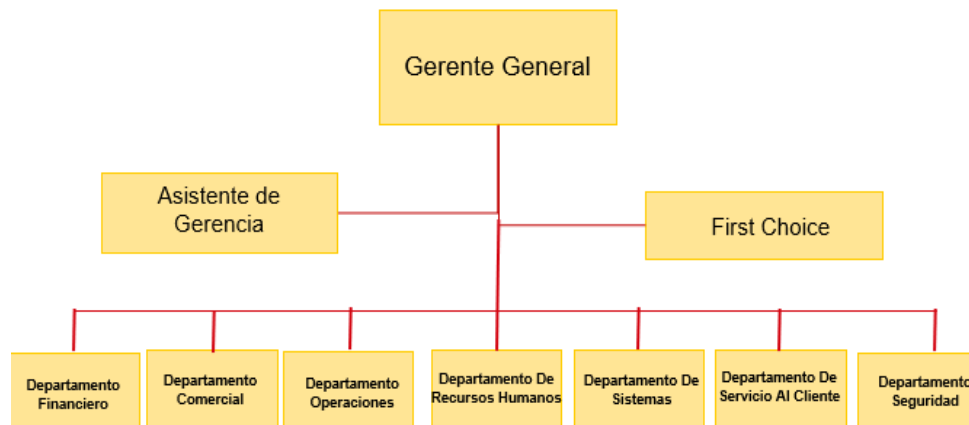 Gerente General
Asistente de
Gerencia
First Choice
Departamento
Financiero
Departamento
Comercial
Departamento
Operaciones
Departamento De
Recursos Humanos
Departamento De
Sistemas
Departamento De
Servicio Al Cliente
Departamento
Seguridad